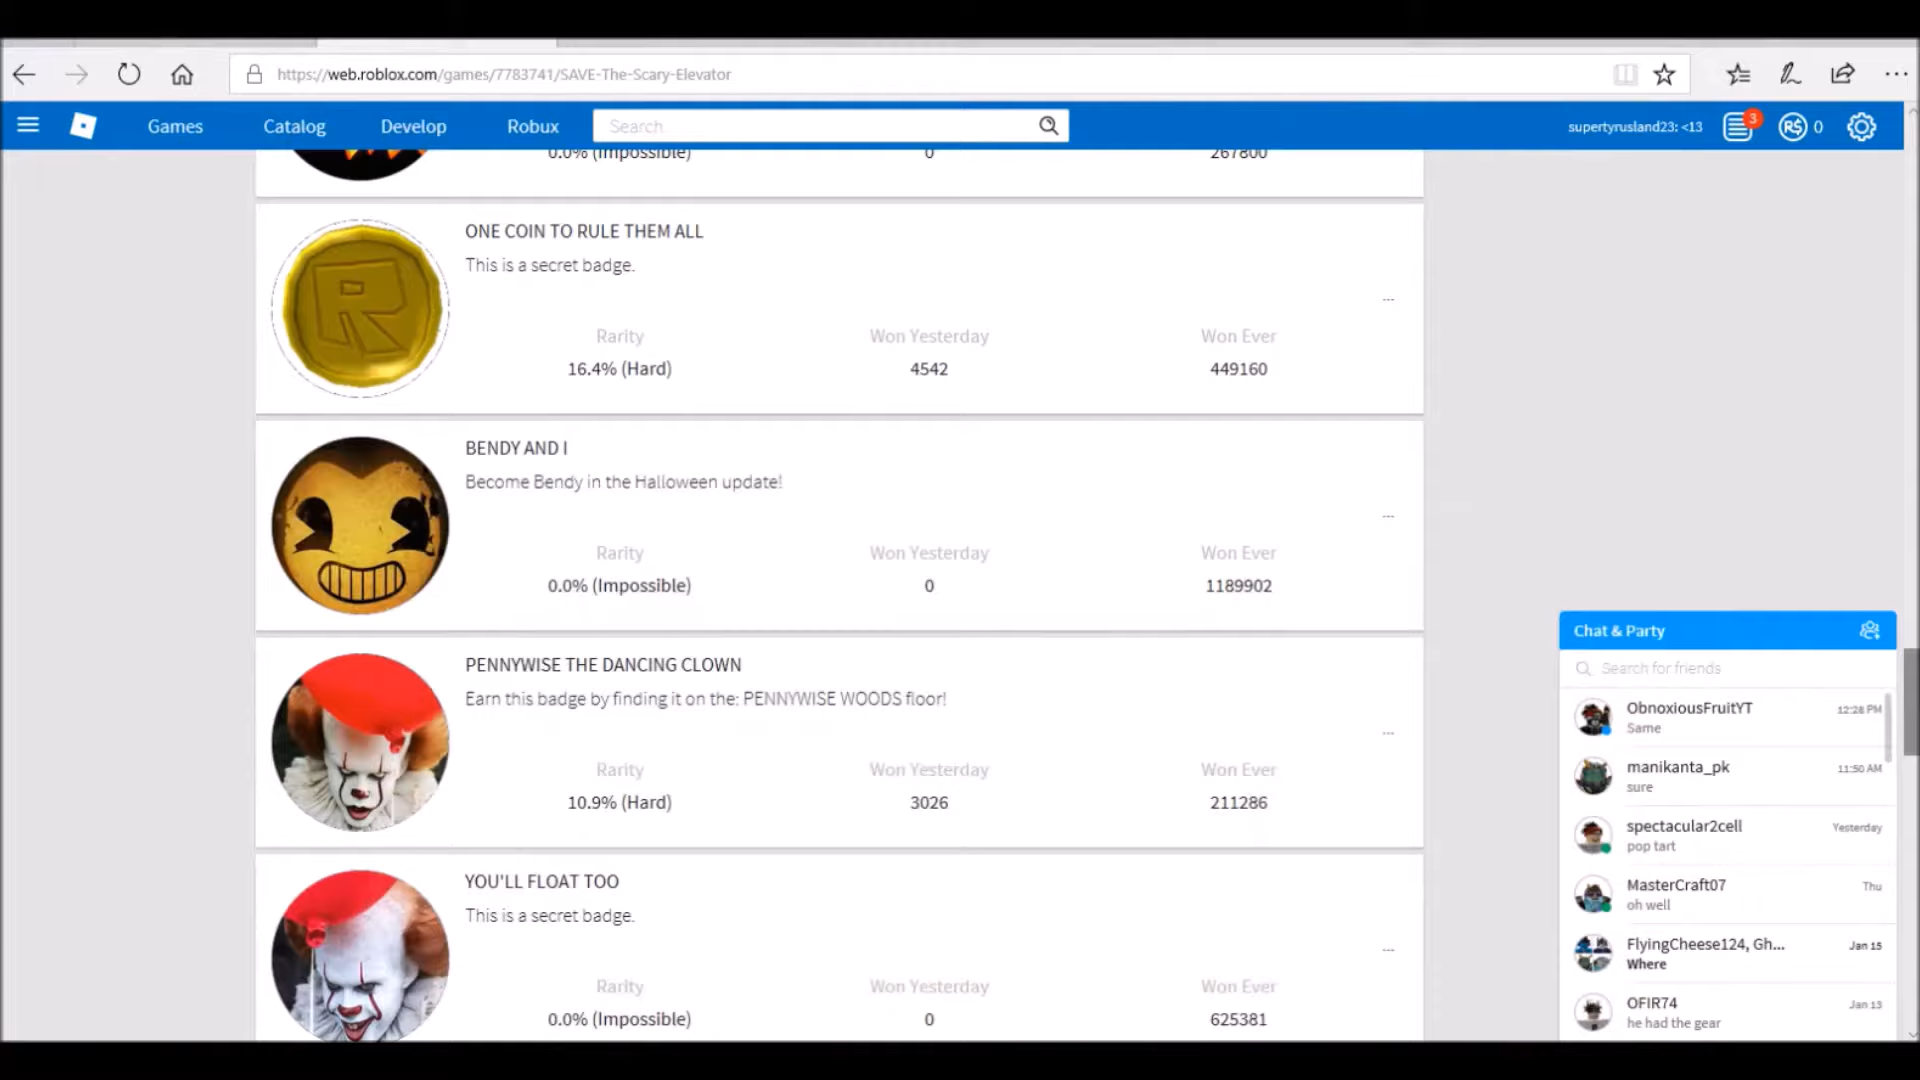 https://web.roblox.com/games/7783741/SAVE-The-Scary-Elevator
Games Catalog Develop Robux Search supertyrusland23: <13 3 R$ 0
0.0% (Impossible) 0 267800
ONE COIN TO RULE THEM ALL
This is a secret badge.
Rarity Won Yesterday Won Ever
16.4% (Hard) 4542 449160
BENDY AND I
Become Bendy in the Halloween update!
Rarity Won Yesterday Won Ever
0.0% (Impossible) 0 1189902
PENNYWISE THE DANCING CLOWN
Earn this badge by finding it on the: PENNYWISE WOODS floor!
Rarity Won Yesterday Won Ever
10.9% (Hard) 3026 211286
YOU'LL FLOAT TOO
This is a secret badge.
Rarity Won Yesterday Won Ever
0.0% (Impossible) 0 625381
Chat & Party
Search for friends
ObnoxiousFruitYT 12:28 PM
Same
manikanta_pk 11:50 AM
sure
spectacular2cell Yesterday
pop tart
MasterCraft07 Thu
oh well
FlyingCheese124, Gh... Jan 15
Where
OFIR74 Jan 13
he had the gear